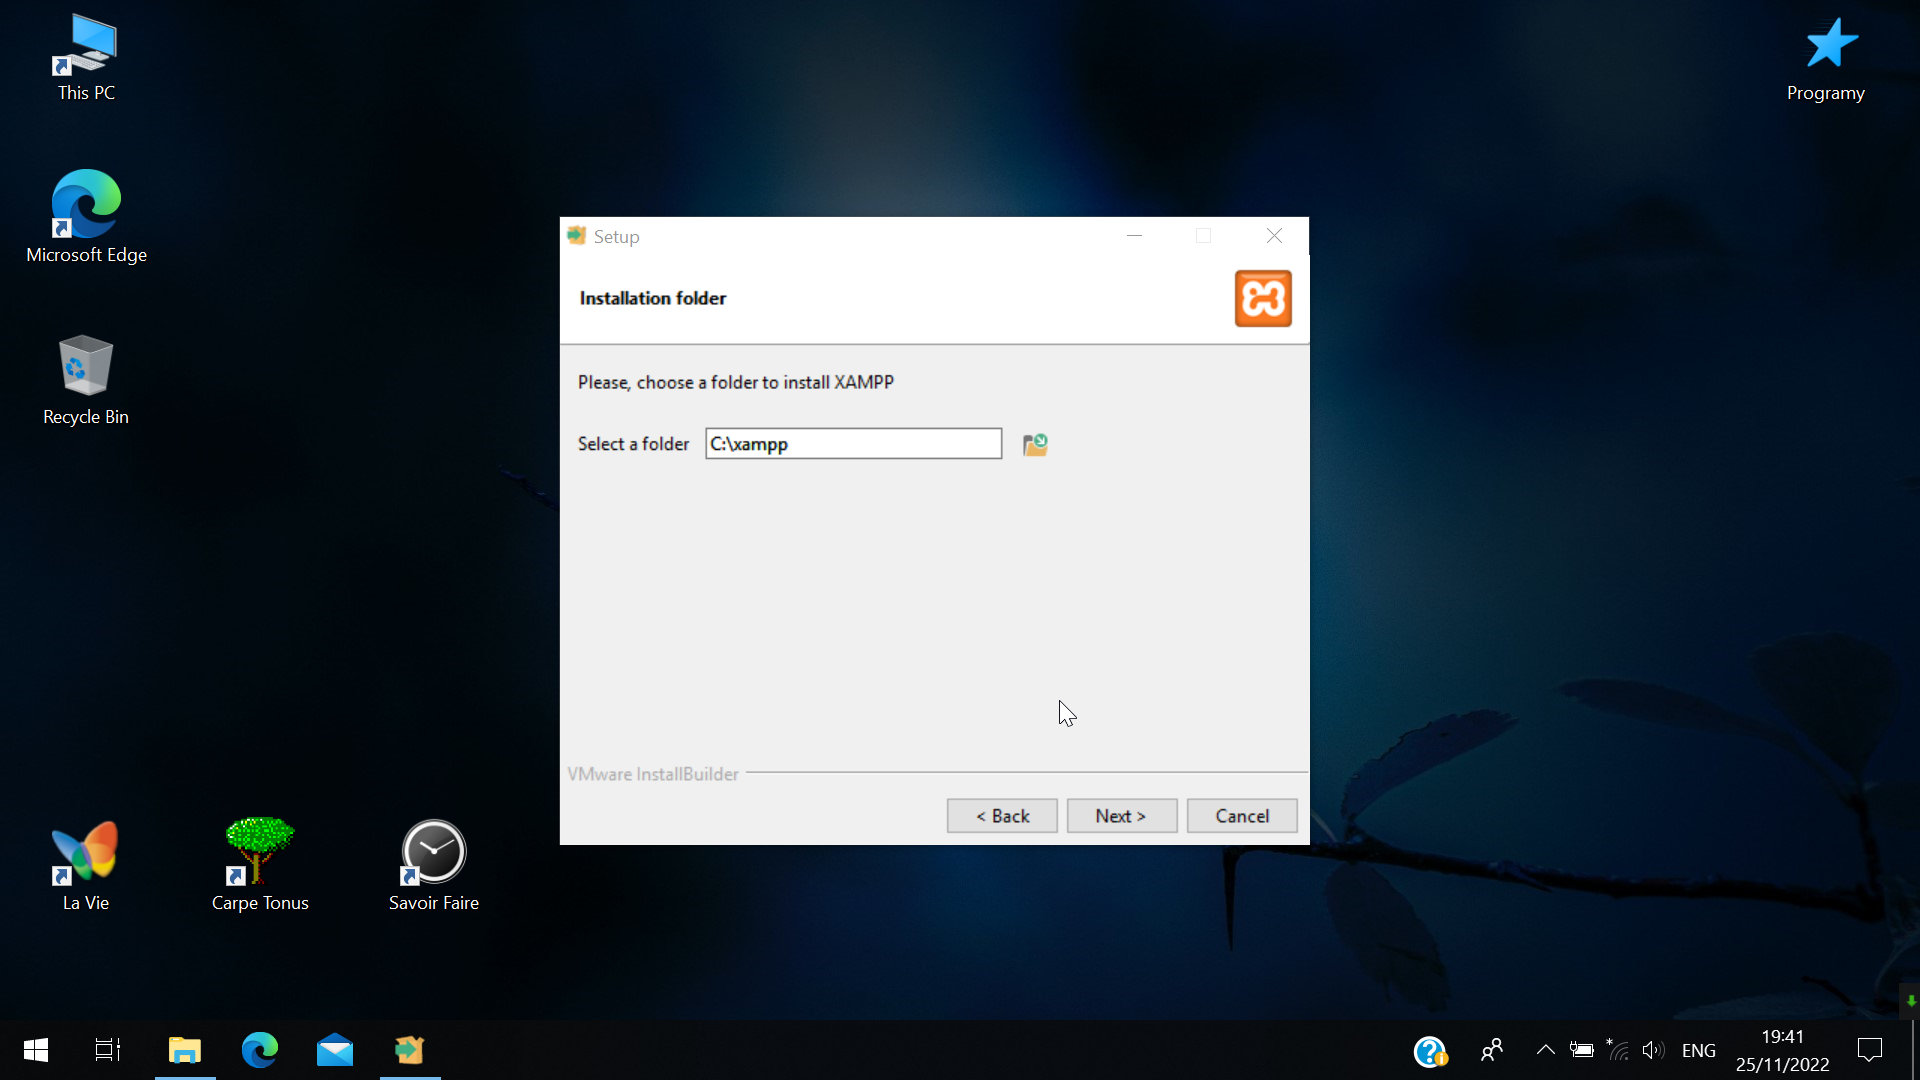 This PC
Programy
Microsoft Edge
Recycle Bin
Setup
Installation folder
Please, choose a folder to install XAMPP
Select a folder
C:\xampp
VMware InstallBuilder
< Back
Next >
Cancel
La Vie
Carpe Tonus
Savoir Faire
ENG
19:41
25/11/2022